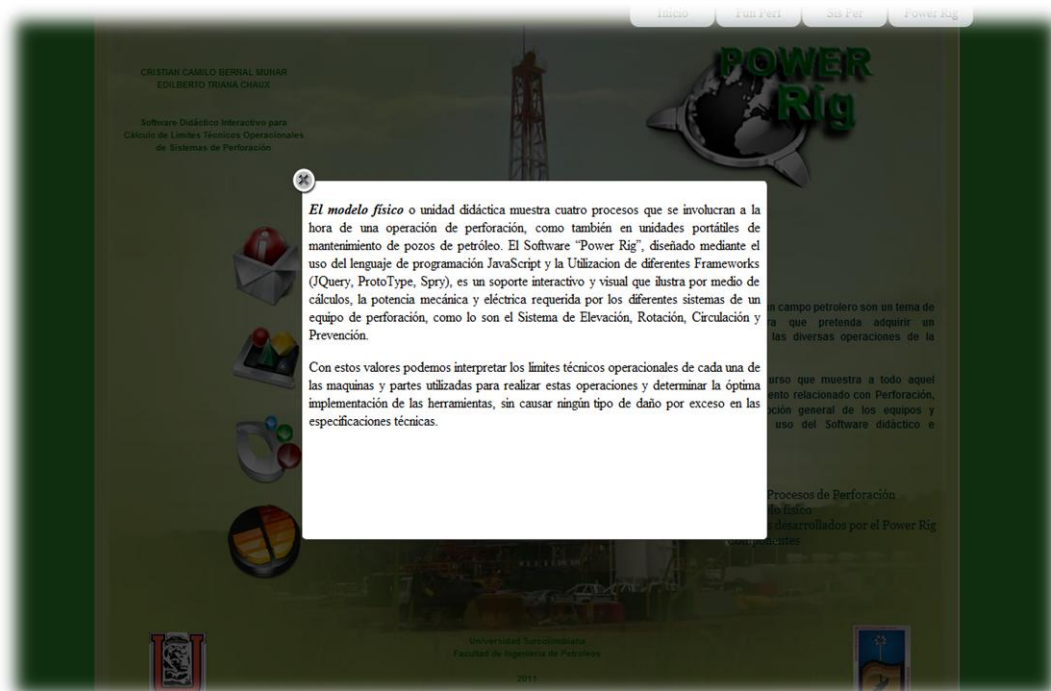 Inicio
Fun Perf
Sis Per
Power Rig
CRISTIAN CAMILO BERNAL MUNAR
EDILBERTO TRIANA CHAUX
Software Didáctico Interactivo para
Cálculo de Limites Técnicos Operacionales
de Sistemas de Perforación
POWER
Rig
El modelo físico o unidad didáctica muestra cuatro procesos que se involucran a la
hora de una operación de perforación, como también en unidades portátiles de
mantenimiento de pozos de petróleo. El Software “Power Rig”, diseñado mediante el
uso del lenguaje de programación JavaScript y la Utilizacion de diferentes Frameworks
(JQuery, ProtoType, Spry), es un soporte interactivo y visual que ilustra por medio de
cálculos, la potencia mecánica y eléctrica requerida por los diferentes sistemas de un
equipo de perforación, como lo son el Sistema de Elevación, Rotación, Circulación y
Prevención.
Con estos valores podemos interpretar los limites técnicos operacionales de cada una de
las maquinas y partes utilizadas para realizar estas operaciones y determinar la óptima
implementación de las herramientas, sin causar ningún tipo de daño por exceso en las
especificaciones técnicas.
n campo petrolero son un tema de
que pretenda adquirir un
las diversas operaciones de la
urso que muestra a todo aquel
ento relacionado con Perforación,
pción general de los equipos y
uso del Software didáctico e
Procesos de Perforación
lo físico
desarrollados por el Power Rig
Componentes
Universidad Surcolombiana
Facultad de Ingeniería de Petróleos
2011